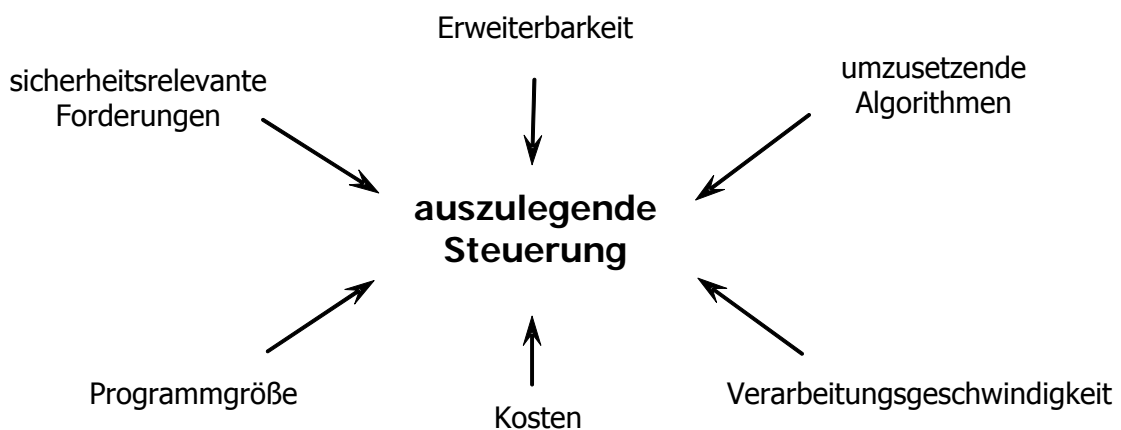 Erweiterbarkeit
sicherheitsrelevante
Forderungen
umzusetzende
Algorithmen
auszulegende
Steuerung
Programmgröße
Kosten
Verarbeitungsgeschwindigkeit